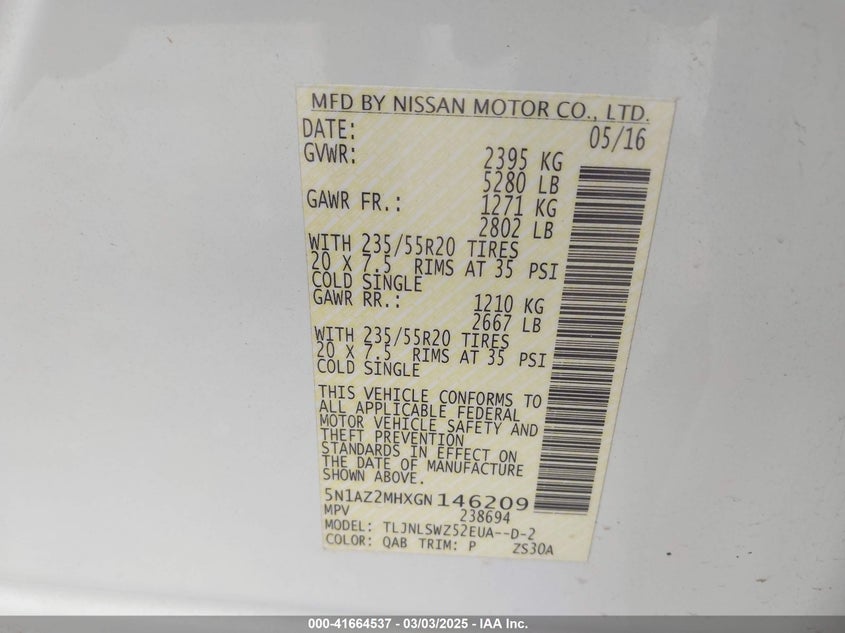 MFD BY NISSAN MOTOR CO., LTD.
DATE: 05/16
GVWR: 2395 KG
5280 LB
GAWR FR.: 1271 KG
2802 LB
WITH 235/55R20 TIRES
20 X 7.5 RIMS AT 35 PSI
COLD SINGLE
GAWR RR.: 1210 KG
2667 LB
WITH 235/55R20 TIRES
20 X 7.5 RIMS AT 35 PSI
COLD SINGLE
THIS VEHICLE CONFORMS TO
ALL APPLICABLE FEDERAL
MOTOR VEHICLE SAFETY AND
THEFT PREVENTION
STANDARDS IN EFFECT ON
THE DATE OF MANUFACTURE
SHOWN ABOVE.
5N1AZ2MHXGN146209
MPV 238694
MODEL: TLJNLSWZ52EUA--D-2
COLOR: QAB TRIM: P ZS30A
000-41664537 - 03/03/2025 - IAA Inc.